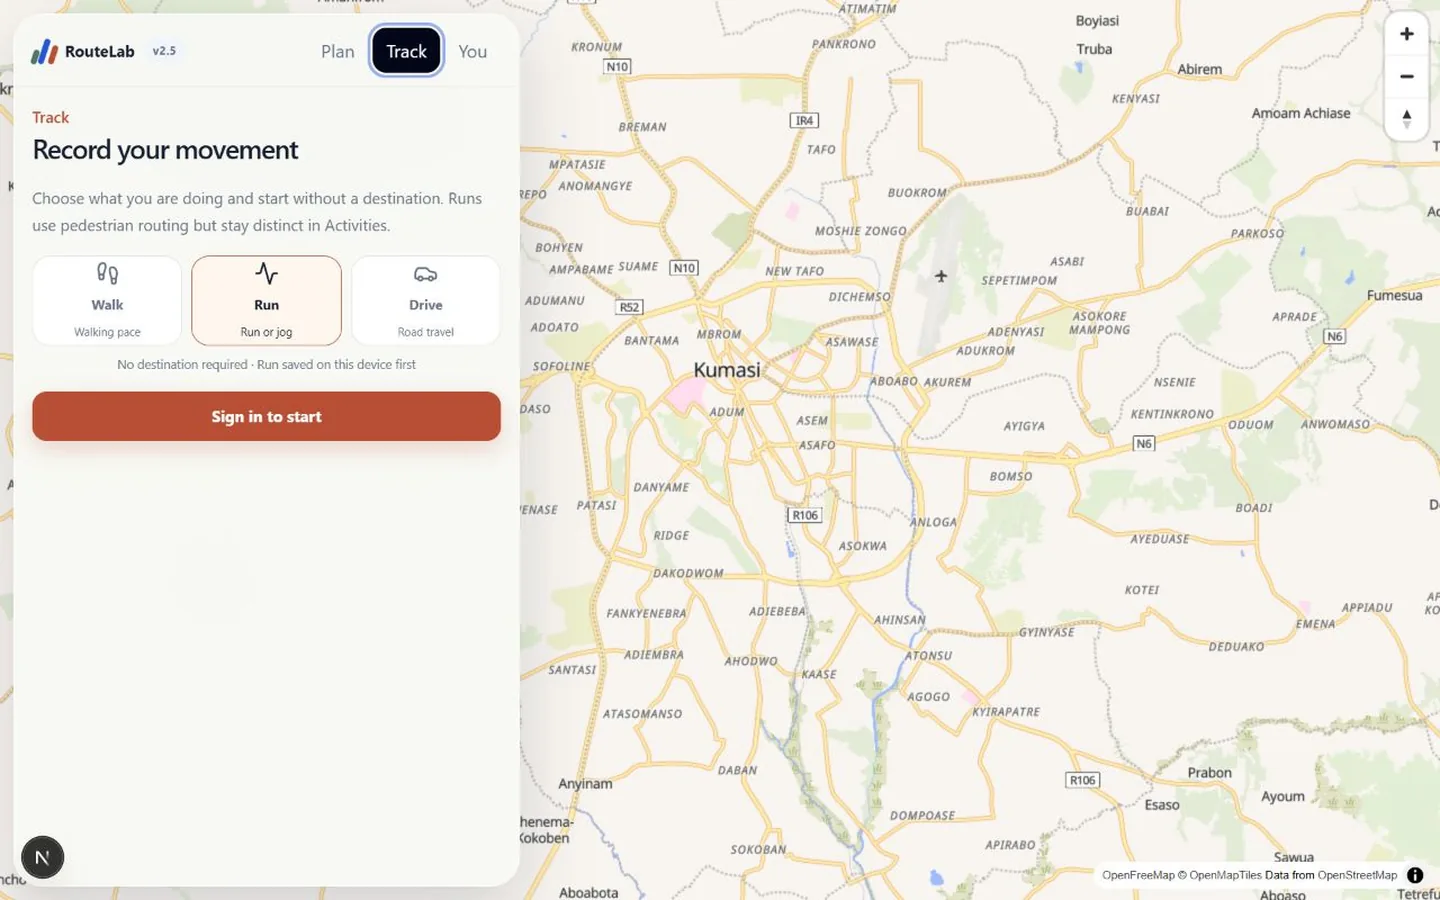 RouteLab v2.5 Plan Track You
Track
Record your movement
Choose what you are doing and start without a destination. Runs
use pedestrian routing but stay distinct in Activities.
Walk
Walking pace
Run
Run or jog
Drive
Road travel
No destination required · Run saved on this device first
Sign in to start
N
ATIMATIM
Boyiasi
KRONUM
PANKRONO
Truba
N10
Abirem
KENYASI
Amoam Achiase
IR4
BREMAN
TAFO
MPATASIE
ANOMANGYE
BUOKROM
BUABAI
MOSHIE ZONGO
PARKOSO
BOHYEN
AMPABAME
SUAME
N10
NEW TAFO
ASABI
SEPETIMPOM
ADUMANU
R52
DICHEMSO
Fumesua
ADOATO
ASOKORE
MAMPONG
APRADE
BANTAMA
MBROM
ASAWASE
ADENYASI
N6
ADUKROM
SOFOLINE
Kumasi
ABOABO
AKUREM
NSENIE
ADUM
ASEM
AYIGYA
KENTINKRONO
ODUOM
ANWOMASO
ASAFO
N6
BOMSO
DANYAME
PATASI
R106
ANLOGA
BOADI
RIDGE
ASOKWA
AYEDUASE
DAKODWOM
KOTEI
FANKYENEBRA
ADIEBEBA
AHINSAN
APPIADU
EMENA
GYINYASE
DEDUAKO
ADIEMBRA
AHODWO
ATONSU
SANTASI
KAASE
AGOGO
ATASOMANSO
KYIRAPATRE
DABAN
Anyinam
R106
Prabon
Ayoum
Esaso
DOMPOASE
Kokoben
APIRABO
SOKOBAN
Sawua
Aboabota
OpenFreeMap © OpenMapTiles Data from OpenStreetMap